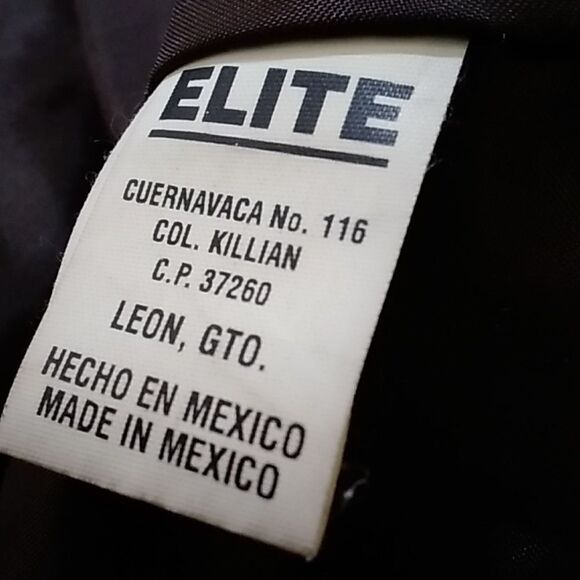 ELITE
CUERNAVACA No. 116
COL. KILLIAN
C.P. 37260
LEON, GTO.
HECHO EN MEXICO
MADE IN MEXICO